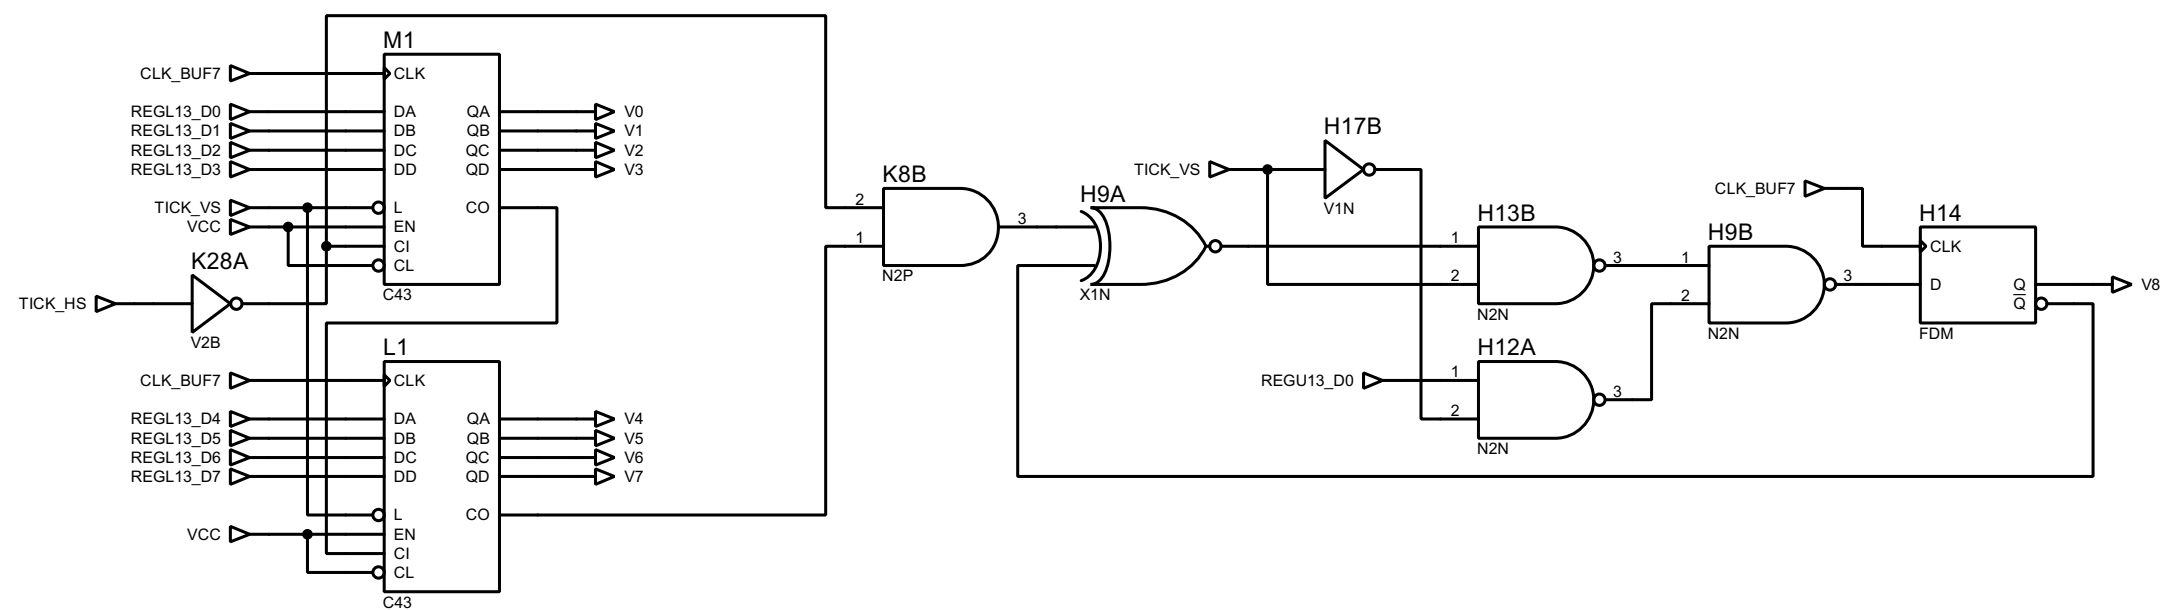 M1
CLK_BUF7
CLK
REGL13_D0
DA
QA
V0
REGL13_D1
DB
QB
V1
REGL13_D2
DC
QC
V2
REGL13_D3
DD
QD
V3
TICK_VS
L
CO
VCC
EN
CI
CL
C43
K28A
TICK_HS
V2B
L1
CLK_BUF7
CLK
REGL13_D4
DA
QA
V4
REGL13_D5
DB
QB
V5
REGL13_D6
DC
QC
V6
REGL13_D7
DD
QD
V7
L
CO
VCC
EN
CI
CL
C43
K8B
2
1
3
N2P
H9A
X1N
TICK_VS
H17B
V1N
H13B
1
2
3
N2N
REGU13_D0
H12A
1
2
3
N2N
H9B
1
2
3
N2N
CLK_BUF7
H14
CLK
D
Q
Q
FDM
V8